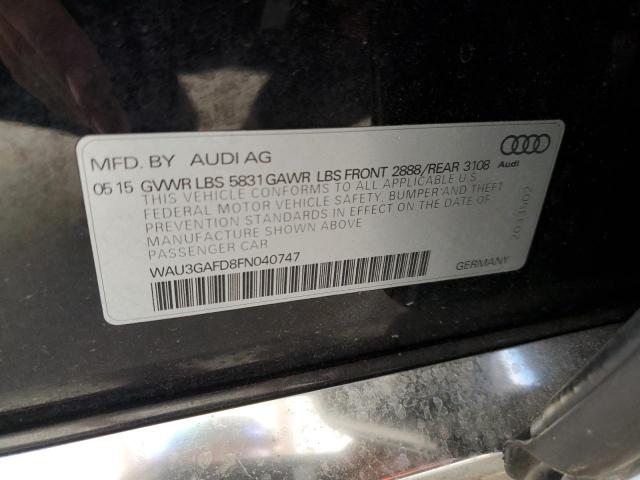 MFD. BY AUDI AG
Audi
05 15 GVWR LBS 5831 GAWR LBS FRONT 2888/REAR 3108
THIS VEHICLE CONFORMS TO ALL APPLICABLE U.S.
FEDERAL MOTOR VEHICLE SAFETY, BUMPER AND THEFT
PREVENTION STANDARDS IN EFFECT ON THE DATE OF
MANUFACTURE SHOWN ABOVE
PASSENGER CAR
WAU3GAFD8FN040747
GERMANY